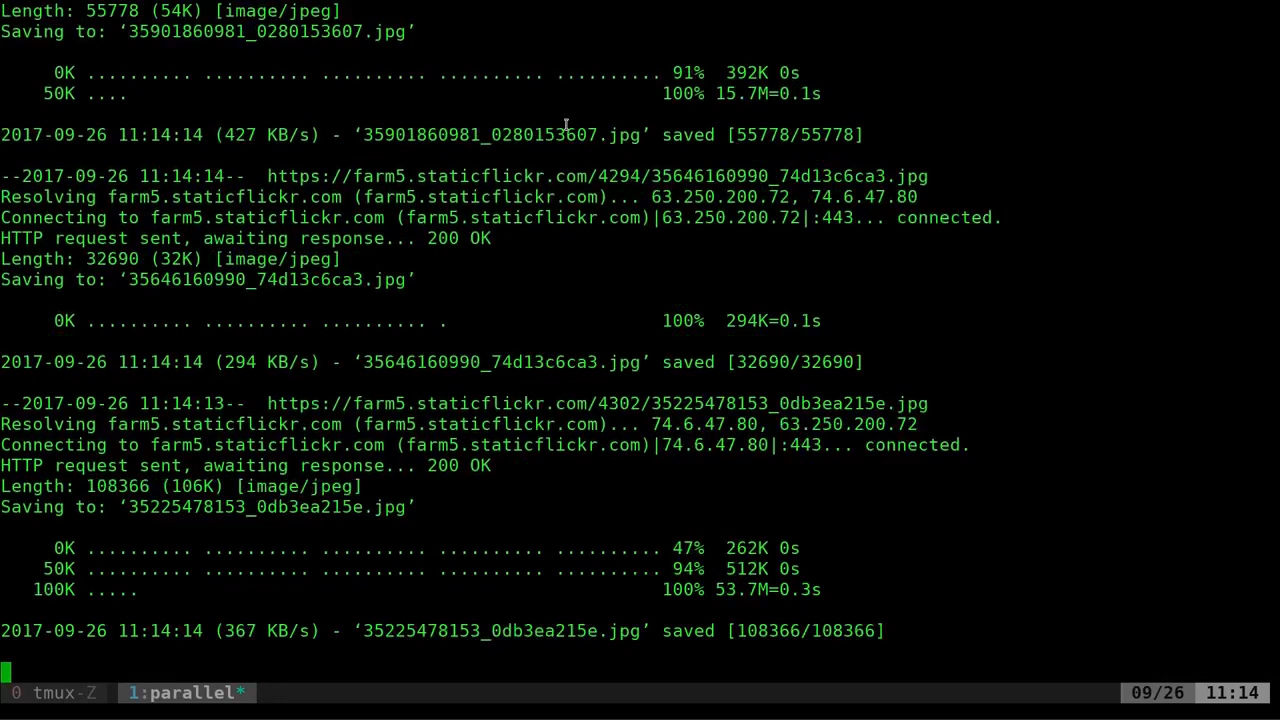 Length: 55778 (54K) [image/jpeg]
Saving to: ‘35901860981_0280153607.jpg’
0K .......... .......... .......... .......... .......... 91%  392K 0s
50K ....                                                  100% 15.7M=0.1s
2017-09-26 11:14:14 (427 KB/s) - ‘35901860981_0280153607.jpg’ saved [55778/55778]
--2017-09-26 11:14:14--  https://farm5.staticflickr.com/4294/35646160990_74d13c6ca3.jpg
Resolving farm5.staticflickr.com (farm5.staticflickr.com)... 63.250.200.72, 74.6.47.80
Connecting to farm5.staticflickr.com (farm5.staticflickr.com)|63.250.200.72|:443... connected.
HTTP request sent, awaiting response... 200 OK
Length: 32690 (32K) [image/jpeg]
Saving to: ‘35646160990_74d13c6ca3.jpg’
0K .......... .......... .......... .                    100%  294K=0.1s
2017-09-26 11:14:14 (294 KB/s) - ‘35646160990_74d13c6ca3.jpg’ saved [32690/32690]
--2017-09-26 11:14:13--  https://farm5.staticflickr.com/4302/35225478153_0db3ea215e.jpg
Resolving farm5.staticflickr.com (farm5.staticflickr.com)... 74.6.47.80, 63.250.200.72
Connecting to farm5.staticflickr.com (farm5.staticflickr.com)|74.6.47.80|:443... connected.
HTTP request sent, awaiting response... 200 OK
Length: 108366 (106K) [image/jpeg]
Saving to: ‘35225478153_0db3ea215e.jpg’
0K .......... .......... .......... .......... .......... 47%  262K 0s
50K .......... .......... .......... .......... .......... 94%  512K 0s
100K .....                                                 100% 53.7M=0.3s
2017-09-26 11:14:14 (367 KB/s) - ‘35225478153_0db3ea215e.jpg’ saved [108366/108366]
0 tmux-Z  1:parallel*  09/26  11:14